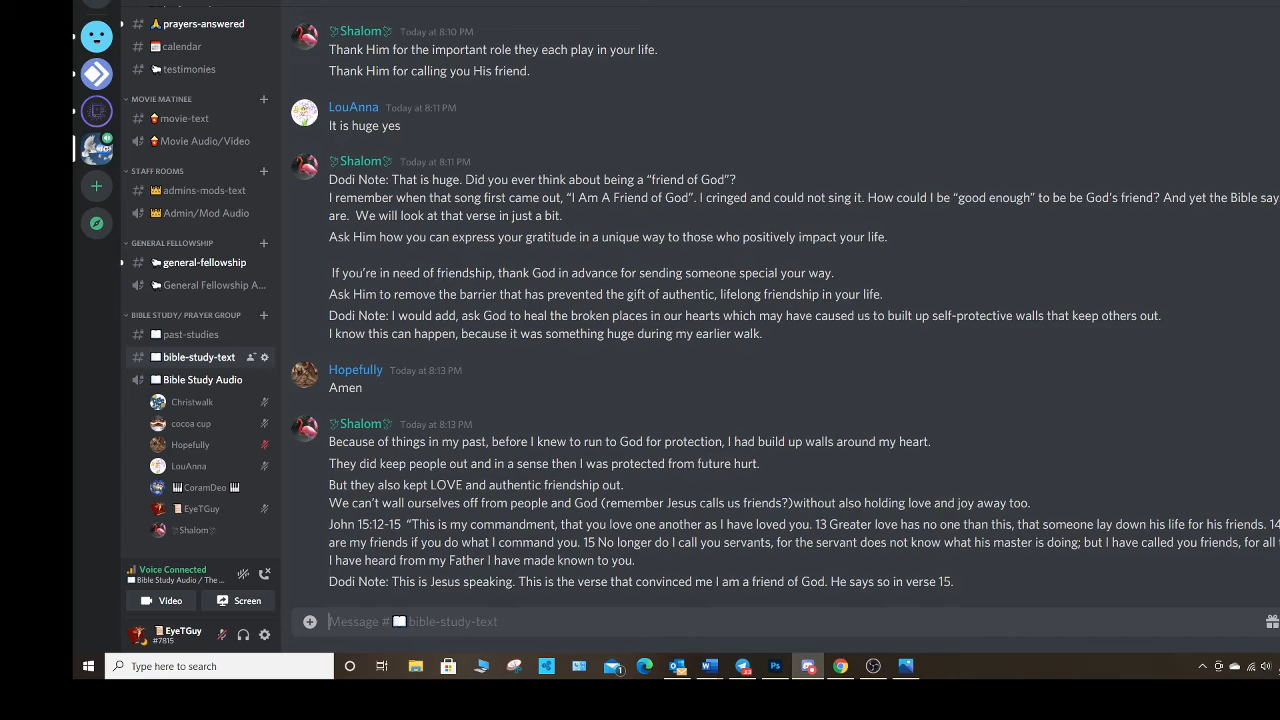 prayers-answered
calendar
testimonies
MOVIE MATINEE
movie-text
Movie Audio/Video
STAFF ROOMS
admins-mods-text
Admin/Mod Audio
GENERAL FELLOWSHIP
general-fellowship
General Fellowship A...
BIBLE STUDY/ PRAYER GROUP
past-studies
bible-study-text
Bible Study Audio
Christwalk
cocoa cup
Hopefully
LouAnna
CoramDeo
EyeTGuy
Shalom
Voice Connected
Bible Study Audio / The ...
Video
Screen
EyeTGuy
#7815
Shalom Today at 8:10 PM
Thank Him for the important role they each play in your life.
Thank Him for calling you His friend.
LouAnna Today at 8:11 PM
It is huge yes
Shalom Today at 8:11 PM
Dodi Note: That is huge. Did you ever think about being a “friend of God”?
I remember when that song first came out, “I Am A Friend of God”. I cringed and could not sing it. How could I be “good enough” to be be God’s friend? And yet the Bible say
are. We will look at that verse in just a bit.
Ask Him how you can express your gratitude in a unique way to those who positively impact your life.
If you’re in need of friendship, thank God in advance for sending someone special your way.
Ask Him to remove the barrier that has prevented the gift of authentic, lifelong friendship in your life.
Dodi Note: I would add, ask God to heal the broken places in our hearts which may have caused us to built up self-protective walls that keep others out.
I know this can happen, because it was something huge during my earlier walk.
Hopefully Today at 8:13 PM
Amen
Shalom Today at 8:13 PM
Because of things in my past, before I knew to run to God for protection, I had build up walls around my heart.
They did keep people out and in a sense then I was protected from future hurt.
But they also kept LOVE and authentic friendship out.
We can’t wall ourselves off from people and God (remember Jesus calls us friends?)without also holding love and joy away too.
John 15:12-15 “This is my commandment, that you love one another as I have loved you. 13 Greater love has no one than this, that someone lay down his life for his friends. 14
are my friends if you do what I command you. 15 No longer do I call you servants, for the servant does not know what his master is doing; but I have called you friends, for all
I have heard from my Father I have made known to you.
Dodi Note: This is Jesus speaking. This is the verse that convinced me I am a friend of God. He says so in verse 15.
Message # bible-study-text
Type here to search